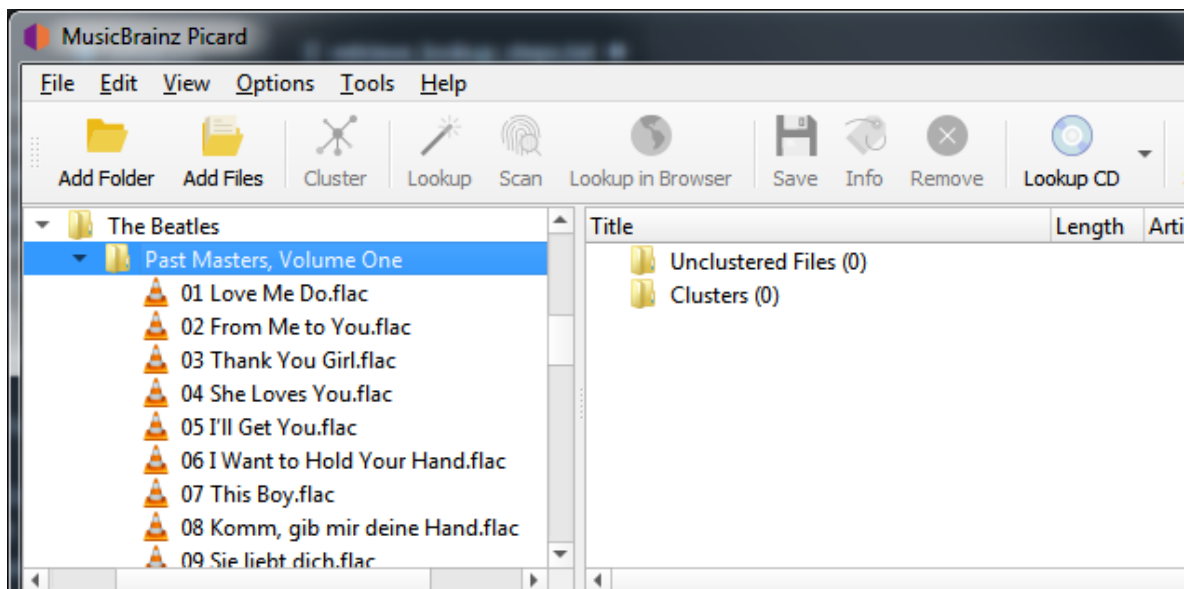 MusicBrainz Picard
File Edit View Options Tools Help
Add Folder Add Files Cluster Lookup Scan Lookup in Browser Save Info Remove Lookup CD
The Beatles
Past Masters, Volume One
01 Love Me Do.flac
02 From Me to You.flac
03 Thank You Girl.flac
04 She Loves You.flac
05 I'll Get You.flac
06 I Want to Hold Your Hand.flac
07 This Boy.flac
08 Komm, gib mir deine Hand.flac
09 Sie liebt dich.flac
Title Length Arti
Unclustered Files (0)
Clusters (0)